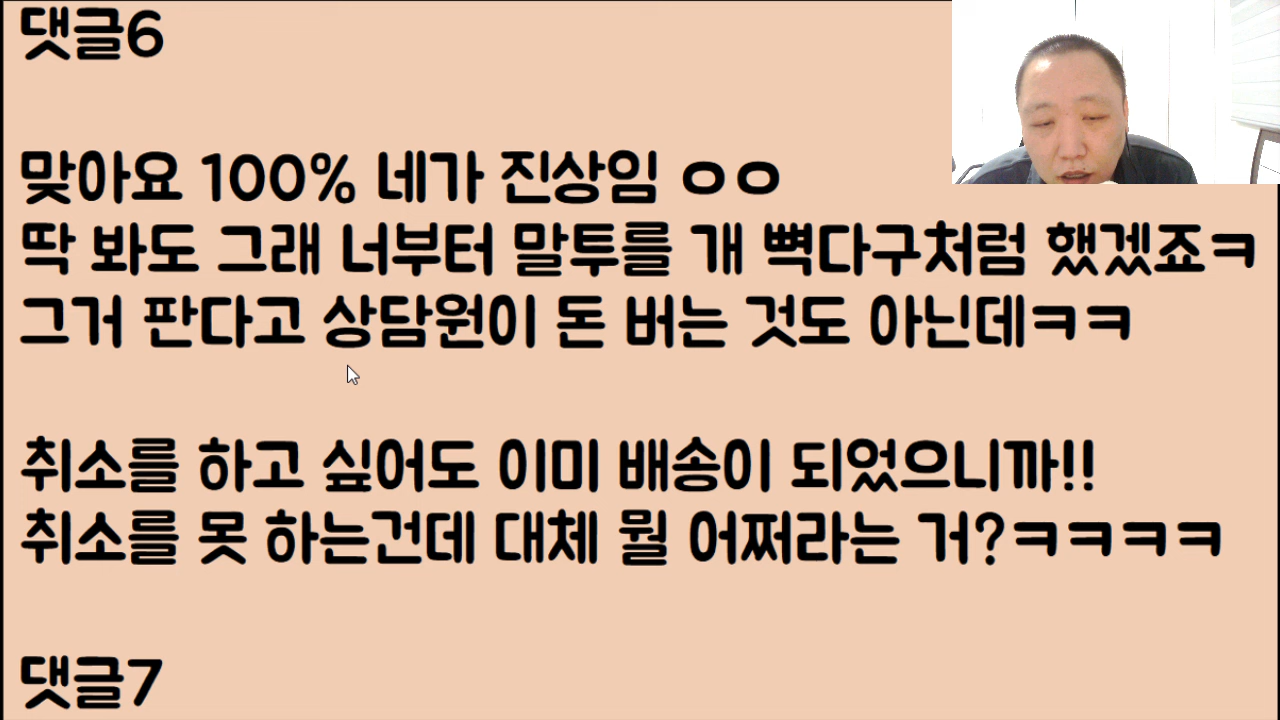 댓글6
맞아요 100% 네가 진상임 ㅇㅇ
딱 봐도 그래 너부터 말투를 개 뼉다구처럼 했겠죠ㅋ
그거 판다고 상담원이 돈 버는 것도 아닌데ㅋㅋ
취소를 하고 싶어도 이미 배송이 되었으니까!!
취소를 못 하는건데 대체 뭘 어쩌라는 거?ㅋㅋㅋㅋ
댓글7